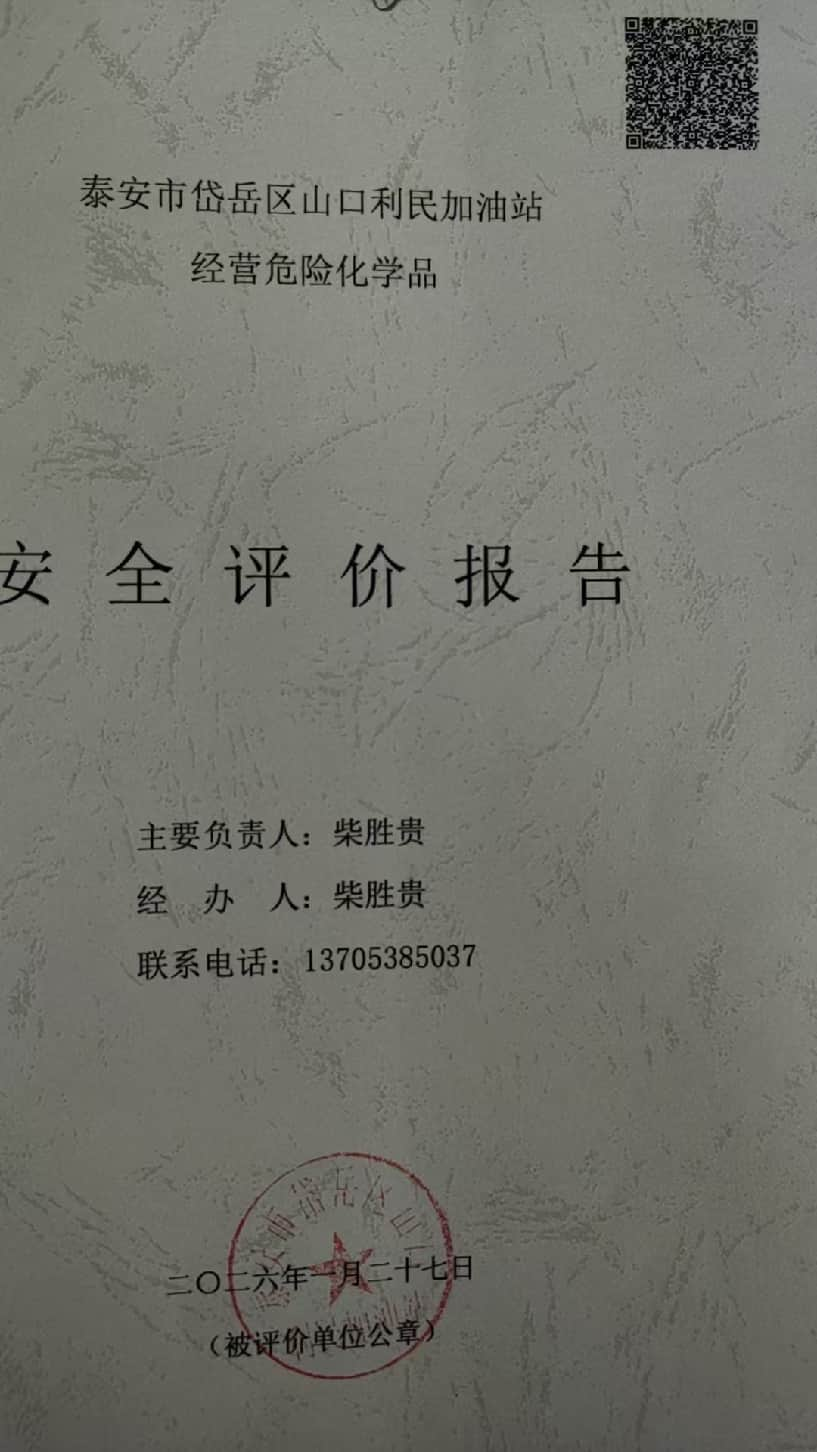 泰安市岱岳区山口利民加油站
经营危险化学品
安全评价报告
主要负责人：柴胜贵
经 办 人：柴胜贵
联系电话：13705385037
二〇二六年一月二十七日
（被评价单位公章）